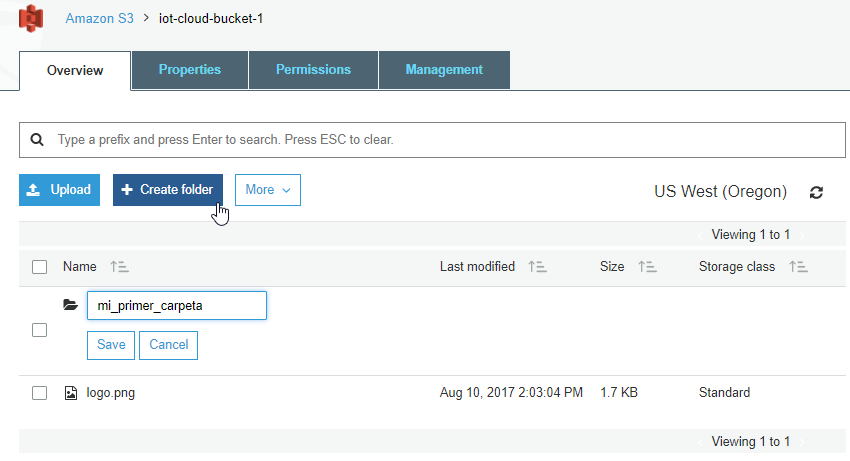 Amazon S3 > iot-cloud-bucket-1
Overview Properties Permissions Management
Type a prefix and press Enter to search. Press ESC to clear.
Upload + Create folder More US West (Oregon)
Viewing 1 to 1
Name Last modified Size Storage class
mi_primer_carpeta
Save Cancel
logo.png Aug 10, 2017 2:03:04 PM 1.7 KB Standard
Viewing 1 to 1